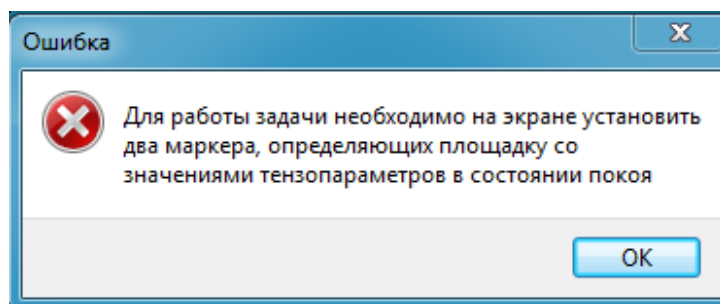 Ошибка
Для работы задачи необходимо на экране установить
два маркера, определяющих площадку со
значениями тензопараметров в состоянии покоя
OK